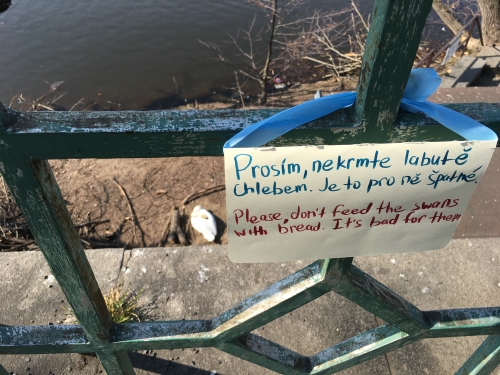 Prosím, nekrmte labutě
Chlebem. Je to pro ně špatné.
Please, don't feed the swans
with bread. It's bad for them